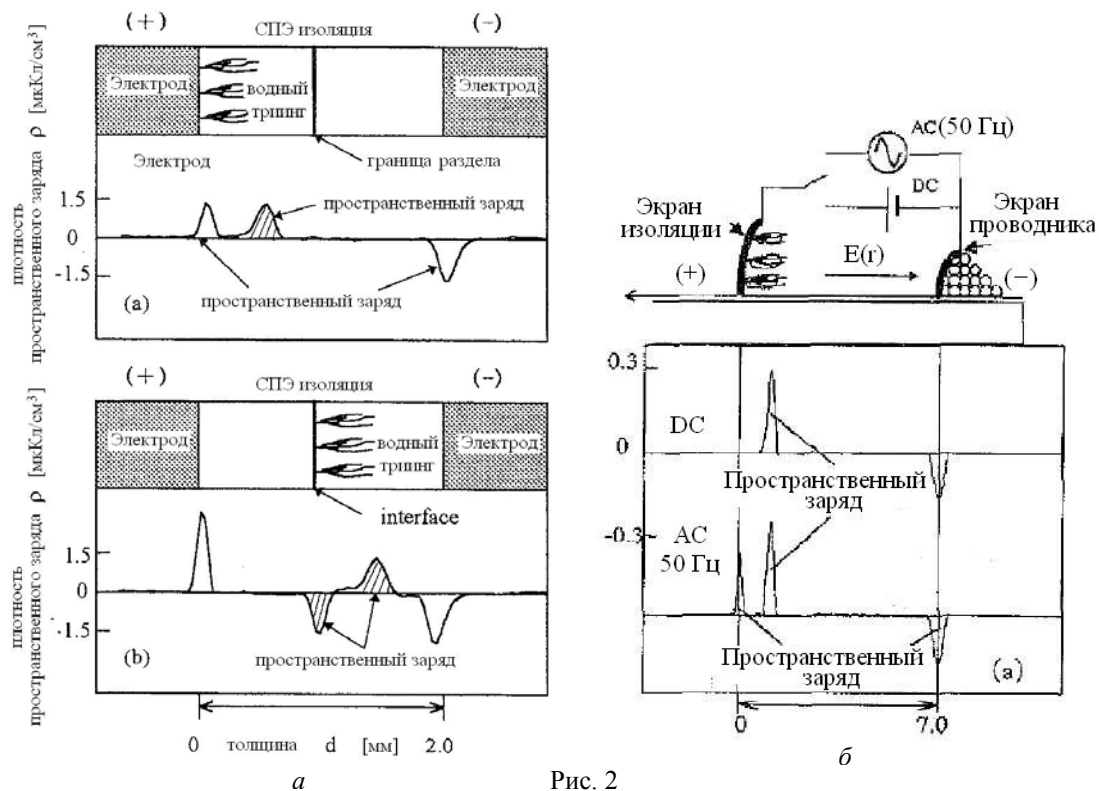 (+)
СПЭ изоляция
(−)
Электрод
водный
триинг
Электрод
плотность
пространственного заряда ρ [мкКл/см³]
Электрод
граница раздела
1.5
0
-1.5
пространственный заряд
пространственный заряд
(a)
(+)
СПЭ изоляция
(−)
Электрод
водный
триинг
Электрод
плотность
пространственного заряда ρ [мкКл/см³]
interface
1.5
0
-1.5
пространственный заряд
(b)
0 толщина d [мм] 2.0
а
AC(50 Гц)
DC
Экран
изоляции
Экран
проводника
(+)
E(r)
(−)
0.3
DC
0
Пространственный
заряд
-0.3
AC
50 Гц
Пространственный
заряд
(a)
0
7.0
б
Рис. 2